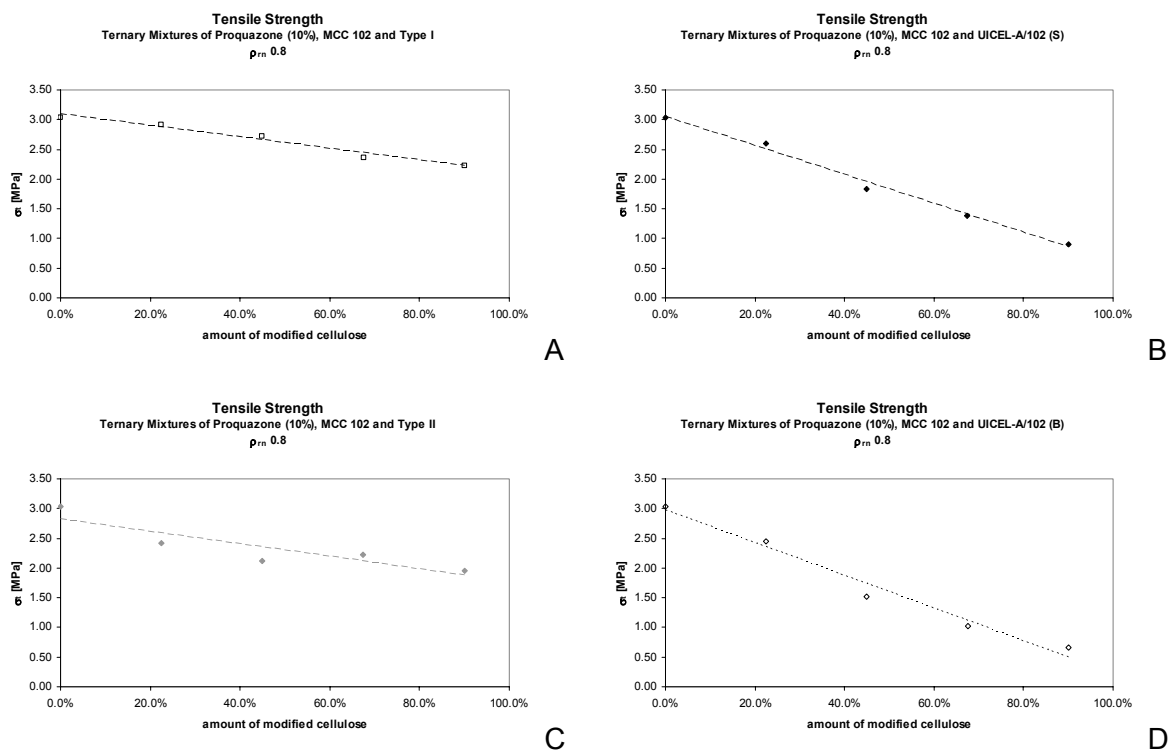 Tensile Strength
Ternary Mixtures of Proquazone (10%), MCC 102 and Type I
ρrn 0.8
3.50
3.00
2.50
2.00
1.50
1.00
0.50
0.00
σt [MPa]
0.0% 20.0% 40.0% 60.0% 80.0% 100.0%
amount of modified cellulose
A
Tensile Strength
Ternary Mixtures of Proquazone (10%), MCC 102 and UICEL-A/102 (S)
ρrn 0.8
3.50
3.00
2.50
2.00
1.50
1.00
0.50
0.00
σt [MPa]
0.0% 20.0% 40.0% 60.0% 80.0% 100.0%
amount of modified cellulose
B
Tensile Strength
Ternary Mixtures of Proquazone (10%), MCC 102 and Type II
ρrn 0.8
3.50
3.00
2.50
2.00
1.50
1.00
0.50
0.00
σt [MPa]
0.0% 20.0% 40.0% 60.0% 80.0% 100.0%
amount of modified cellulose
C
Tensile Strength
Ternary Mixtures of Proquazone (10%), MCC 102 and UICEL-A/102 (B)
ρrn 0.8
3.50
3.00
2.50
2.00
1.50
1.00
0.50
0.00
σt [MPa]
0.0% 20.0% 40.0% 60.0% 80.0% 100.0%
amount of modified cellulose
D